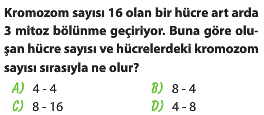 Kromozom sayısı 16 olan bir hücre art arda
3 mitoz bölünme geçiriyor. Buna göre olu-
şan hücre sayısı ve hücrelerdeki kromozom
sayısı sırasıyla ne olur?
A) 4 - 4 B) 8 - 4
C) 8 - 16 D) 4 - 8